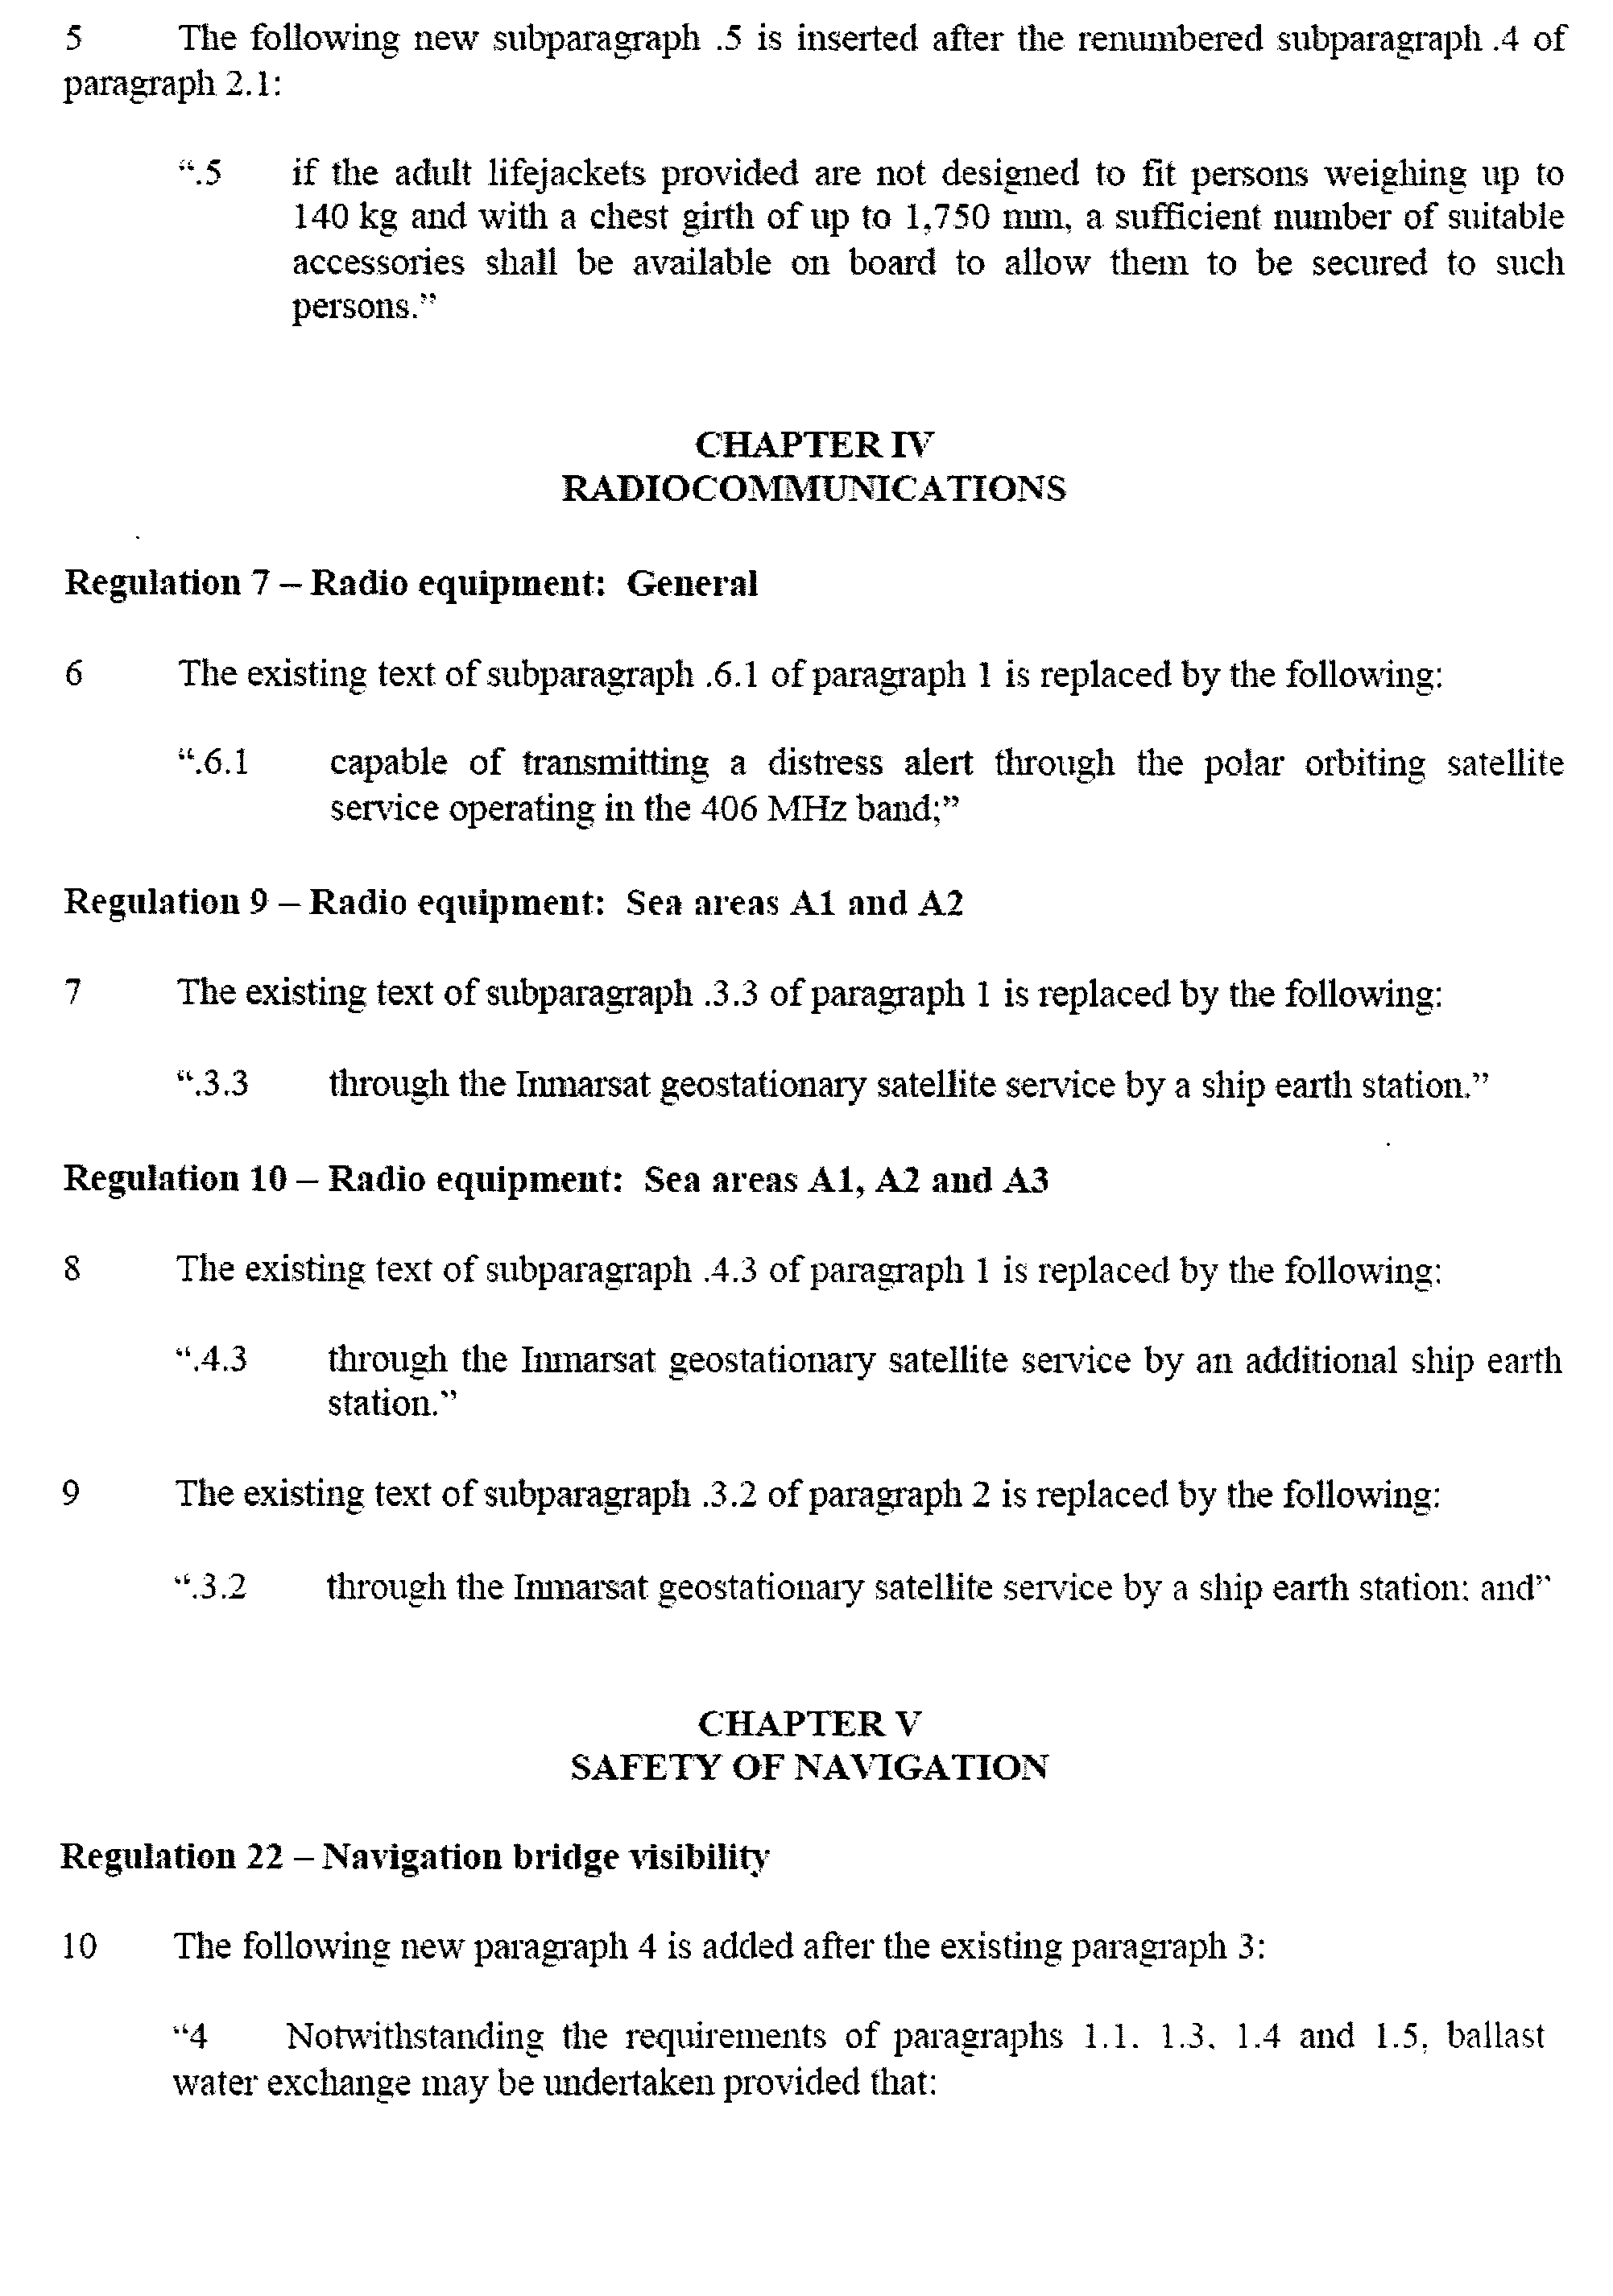 5 The following new subparagraph .5 is inserted after the renumbered subparagraph .4 of
paragraph 2.1:
“.5 if the adult lifejackets provided are not designed to fit persons weighing up to
140 kg and with a chest girth of up to 1,750 mm, a sufficient number of suitable
accessories shall be available on board to allow them to be secured to such
persons.”
CHAPTER IV
RADIOCOMMUNICATIONS
Regulation 7 – Radio equipment: General
6 The existing text of subparagraph .6.1 of paragraph 1 is replaced by the following:
“.6.1 capable of transmitting a distress alert through the polar orbiting satellite
service operating in the 406 MHz band;”
Regulation 9 – Radio equipment: Sea areas A1 and A2
7 The existing text of subparagraph .3.3 of paragraph 1 is replaced by the following:
“.3.3 through the Inmarsat geostationary satellite service by a ship earth station.”
Regulation 10 – Radio equipment: Sea areas A1, A2 and A3
8 The existing text of subparagraph .4.3 of paragraph 1 is replaced by the following:
“.4.3 through the Inmarsat geostationary satellite service by an additional ship earth
station.”
9 The existing text of subparagraph .3.2 of paragraph 2 is replaced by the following:
“.3.2 through the Inmarsat geostationary satellite service by a ship earth station; and”
CHAPTER V
SAFETY OF NAVIGATION
Regulation 22 – Navigation bridge visibility
10 The following new paragraph 4 is added after the existing paragraph 3:
“4 Notwithstanding the requirements of paragraphs 1.1, 1.3, 1.4 and 1.5, ballast
water exchange may be undertaken provided that: